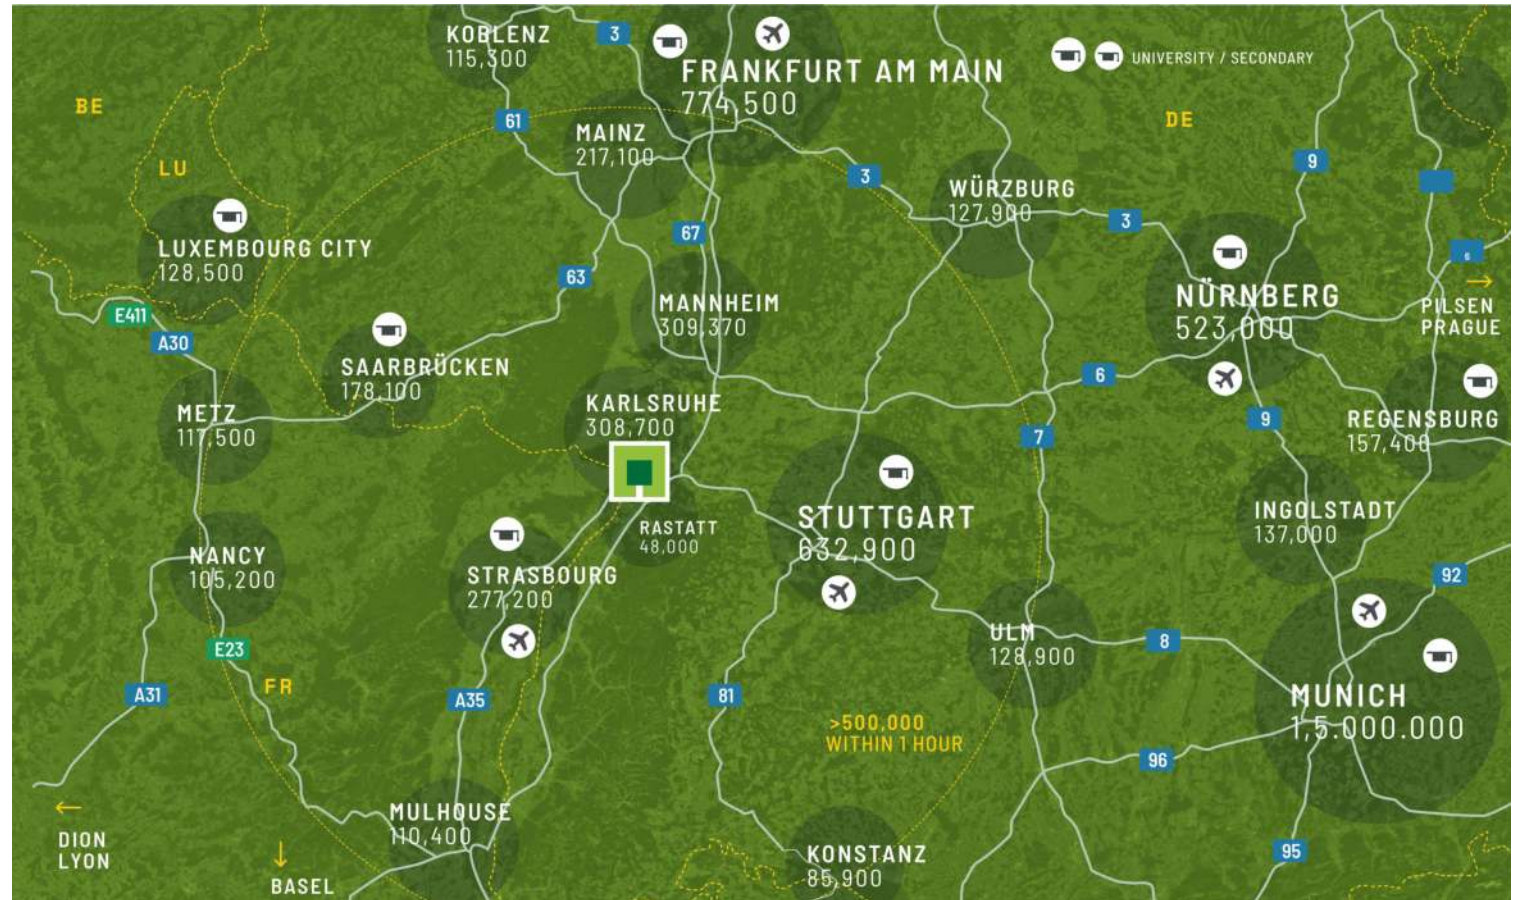 KOBLENZ
115,300
3
FRANKFURT AM MAIN
774,500
UNIVERSITY / SECONDARY
BE
61
MAINZ
217,100
DE
9
LU
3
WÜRZBURG
127,900
3
LUXEMBOURG CITY
128,500
67
63
6
MANNHEIM
309,370
NÜRNBERG
523,000
PILSEN
PRAGUE
E411
A30
SAARBRÜCKEN
178,100
6
METZ
117,500
KARLSRUHE
308,700
7
9
REGENSBURG
157,400
STUTTGART
632,900
INGOLSTADT
137,000
RASTATT
48,000
NANCY
105,200
STRASBOURG
277,200
92
E23
ULM
128,900
8
FR
A31
A35
81
MUNICH
1,5.000.000
>500,000
WITHIN 1 HOUR
96
MULHOUSE
110,400
DION
LYON
BASEL
KONSTANZ
85,900
95